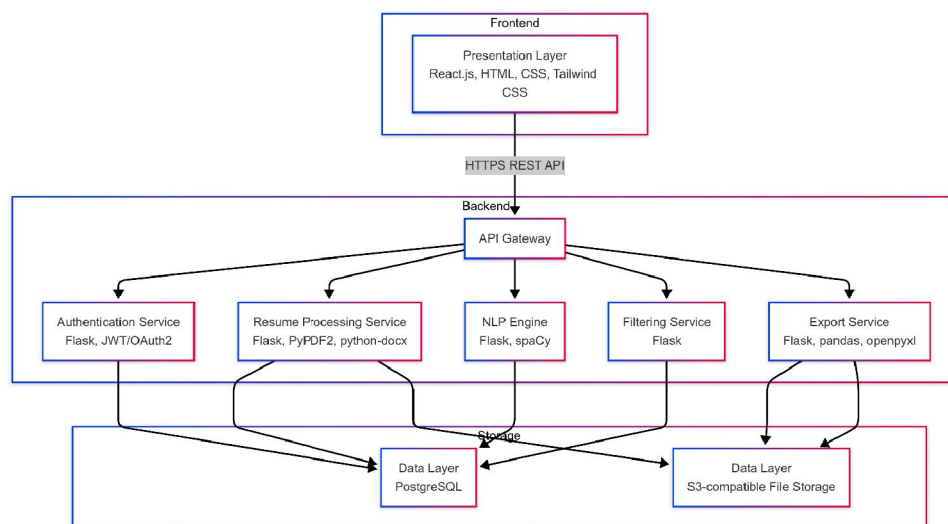 Frontend
Presentation Layer
React.js, HTML, CSS, Tailwind
CSS
HTTPS REST API
Backend
API Gateway
Authentication Service
Flask, JWT/OAuth2
Resume Processing Service
Flask, PyPDF2, python-docx
NLP Engine
Flask, spaCy
Filtering Service
Flask
Export Service
Flask, pandas, openpyxl
Storage
Data Layer
PostgreSQL
Data Layer
S3-compatible File Storage